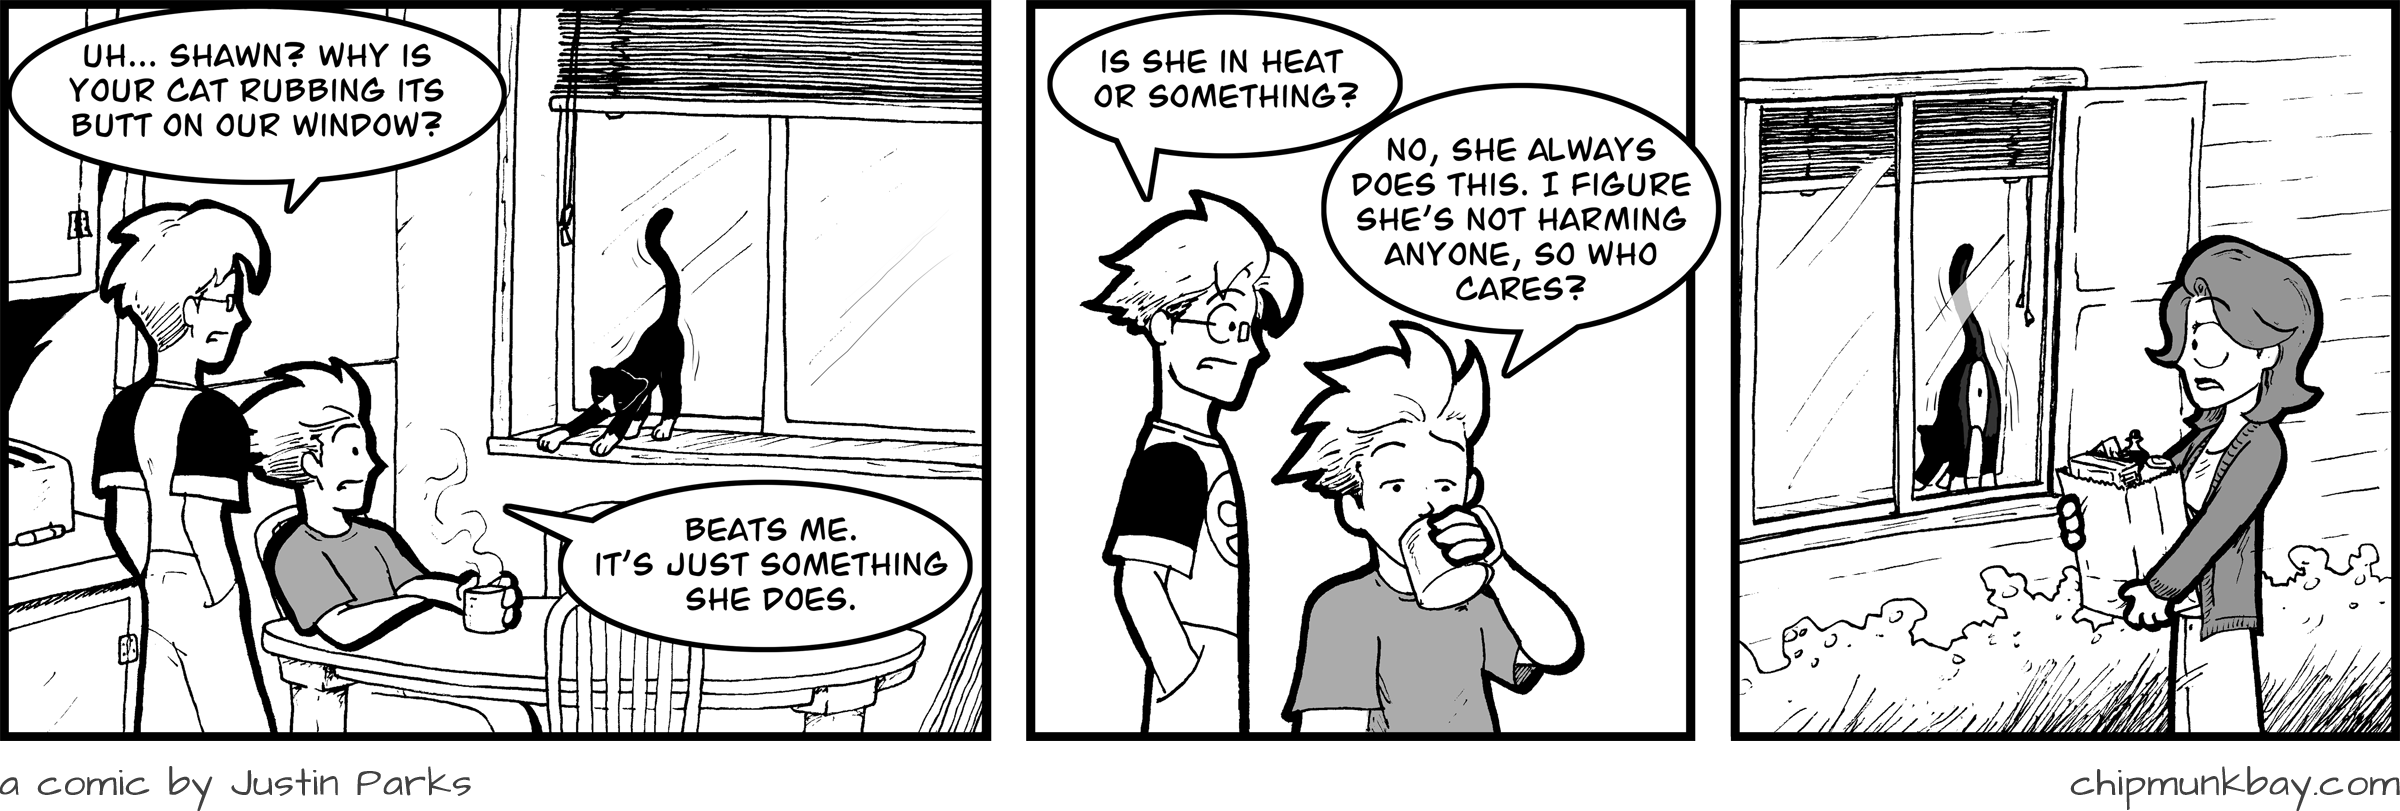 UH... SHAWN? WHY IS
YOUR CAT RUBBING ITS
BUTT ON OUR WINDOW?
BEATS ME.
IT'S JUST SOMETHING
SHE DOES.
IS SHE IN HEAT
OR SOMETHING?
NO, SHE ALWAYS
DOES THIS. I FIGURE
SHE'S NOT HARMING
ANYONE, SO WHO
CARES?
a comic by Justin Parks
chipmunkbay.com